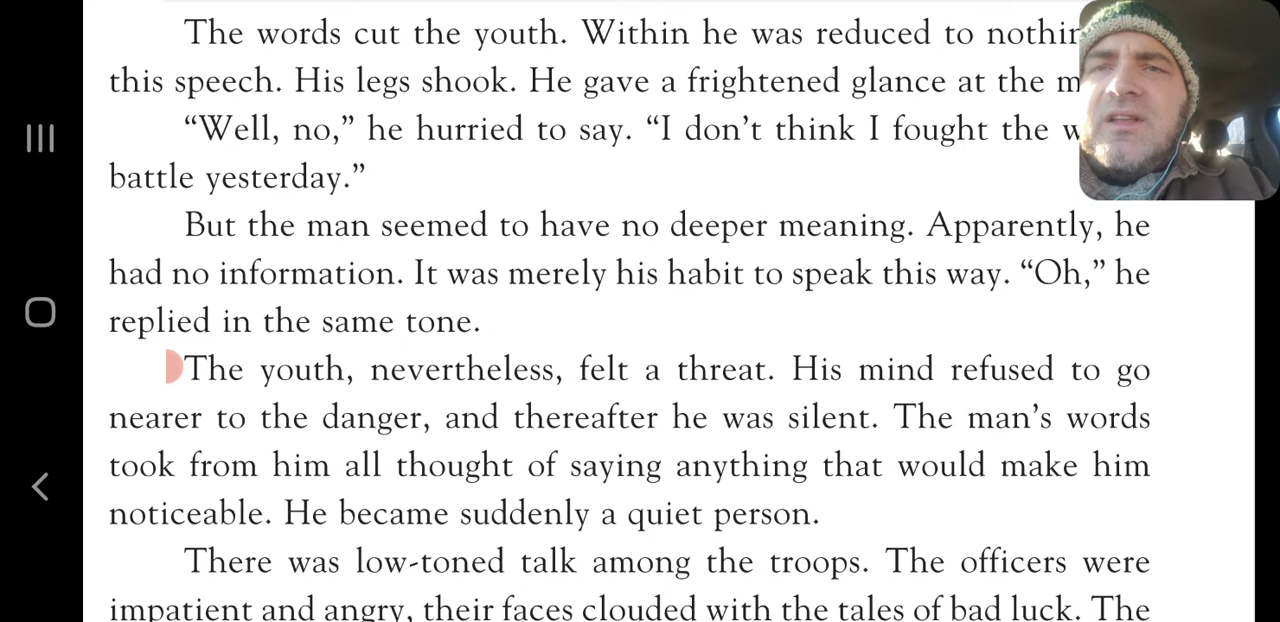 The words cut the youth. Within he was reduced to
this speech. His legs shook. He gave a frightened glance at the
“Well, no,” he hurried to say. “I don’t think I fought the
battle yesterday.”
But the man seemed to have no deeper meaning. Apparently, he
had no information. It was merely his habit to speak this way. “Oh,” he
replied in the same tone.
The youth, nevertheless, felt a threat. His mind refused to go
nearer to the danger, and thereafter he was silent. The man’s words
took from him all thought of saying anything that would make him
noticeable. He became suddenly a quiet person.
There was low-toned talk among the troops. The officers were
impatient and angry, their faces clouded with the tales of bad luck. The